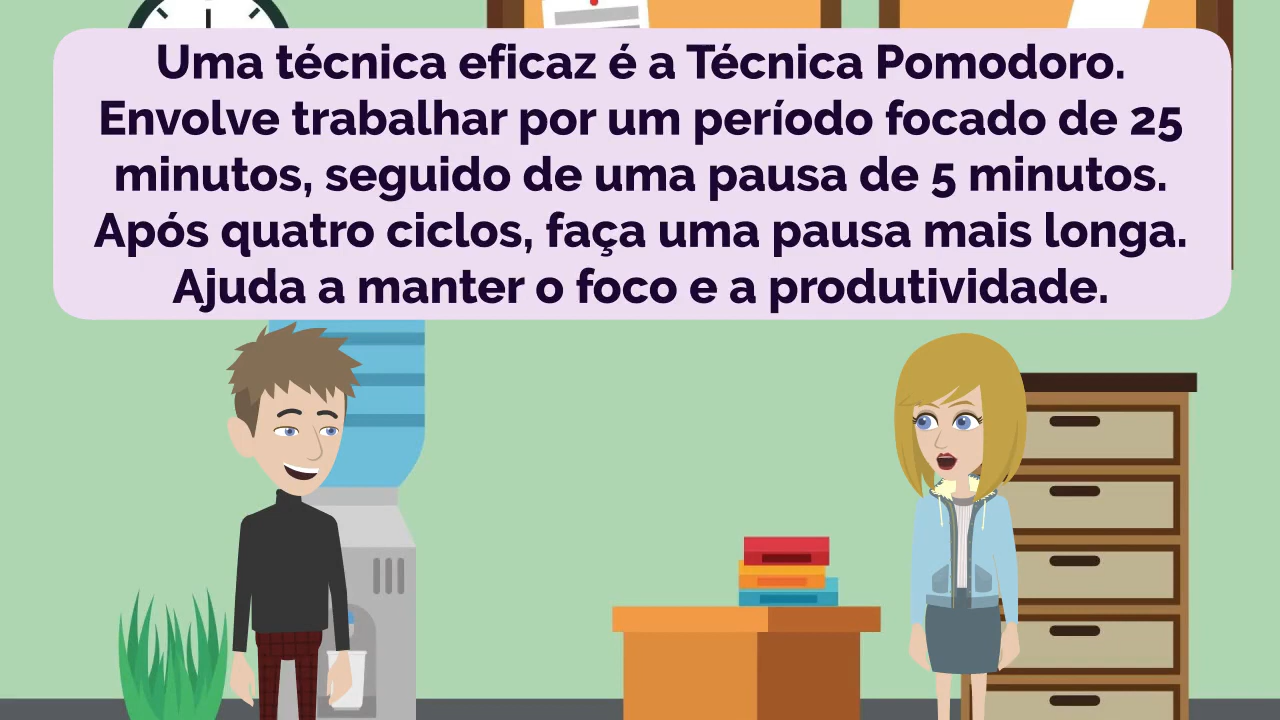 Uma técnica eficaz é a Técnica Pomodoro.
Envolve trabalhar por um período focado de 25
minutos, seguido de uma pausa de 5 minutos.
Após quatro ciclos, faça uma pausa mais longa.
Ajuda a manter o foco e a produtividade.